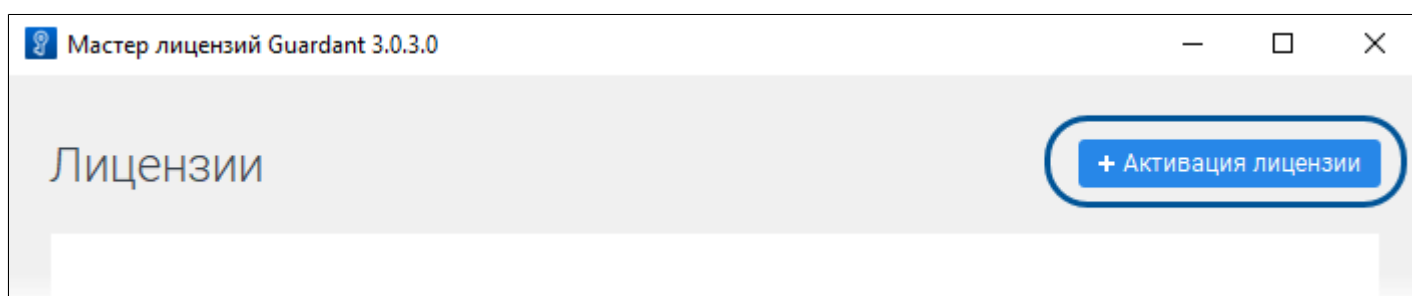 Мастер лицензий Guardant 3.0.3.0
Лицензии
+ Активация лицензии